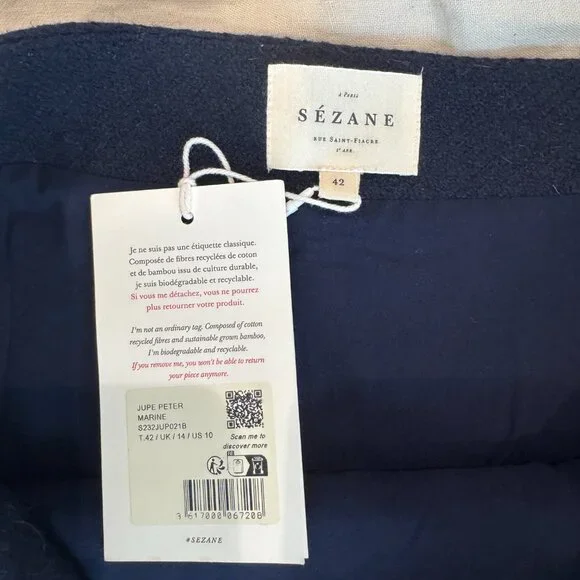 à Paris
SÉZANE
RUE SAINT-FIACRE
2e ARR.
42
Je ne suis pas une étiquette classique.
Composée de fibres recyclées de coton
et de bambou issu de culture durable,
je suis biodégradable et recyclable.
Si vous me détachez, vous ne pourrez
plus retourner votre produit.
I'm not an ordinary tag. Composed of cotton
recycled fibres and sustainable grown bamboo,
I'm biodegradable and recyclable.
If you remove me, you won't be able to return
your piece anymore.
JUPE PETER
MARINE
S232JUP021B
T.42 / UK / 14 / US 10
Scan me to
discover more
3 617000 067208
#SEZANE